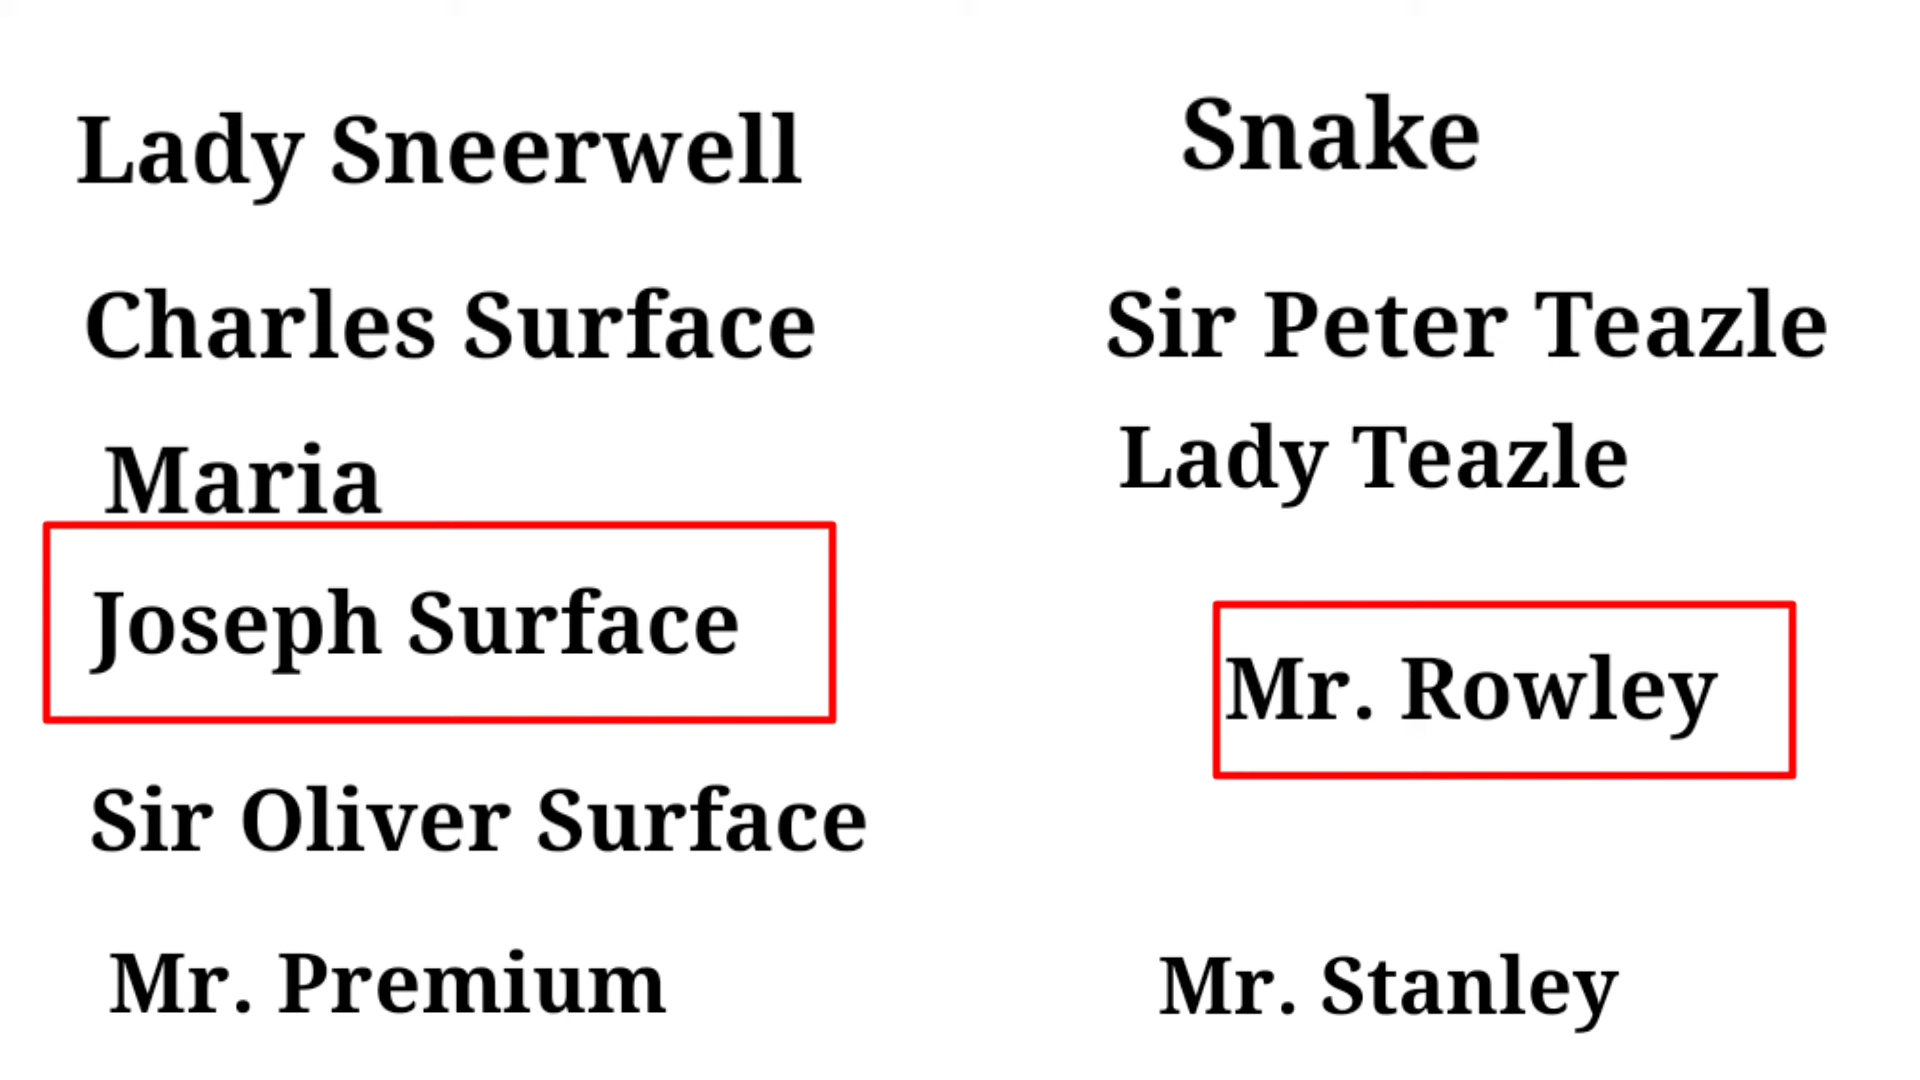 Lady Sneerwell
Snake
Charles Surface
Sir Peter Teazle
Maria
Lady Teazle
Joseph Surface
Mr. Rowley
Sir Oliver Surface
Mr. Premium
Mr. Stanley